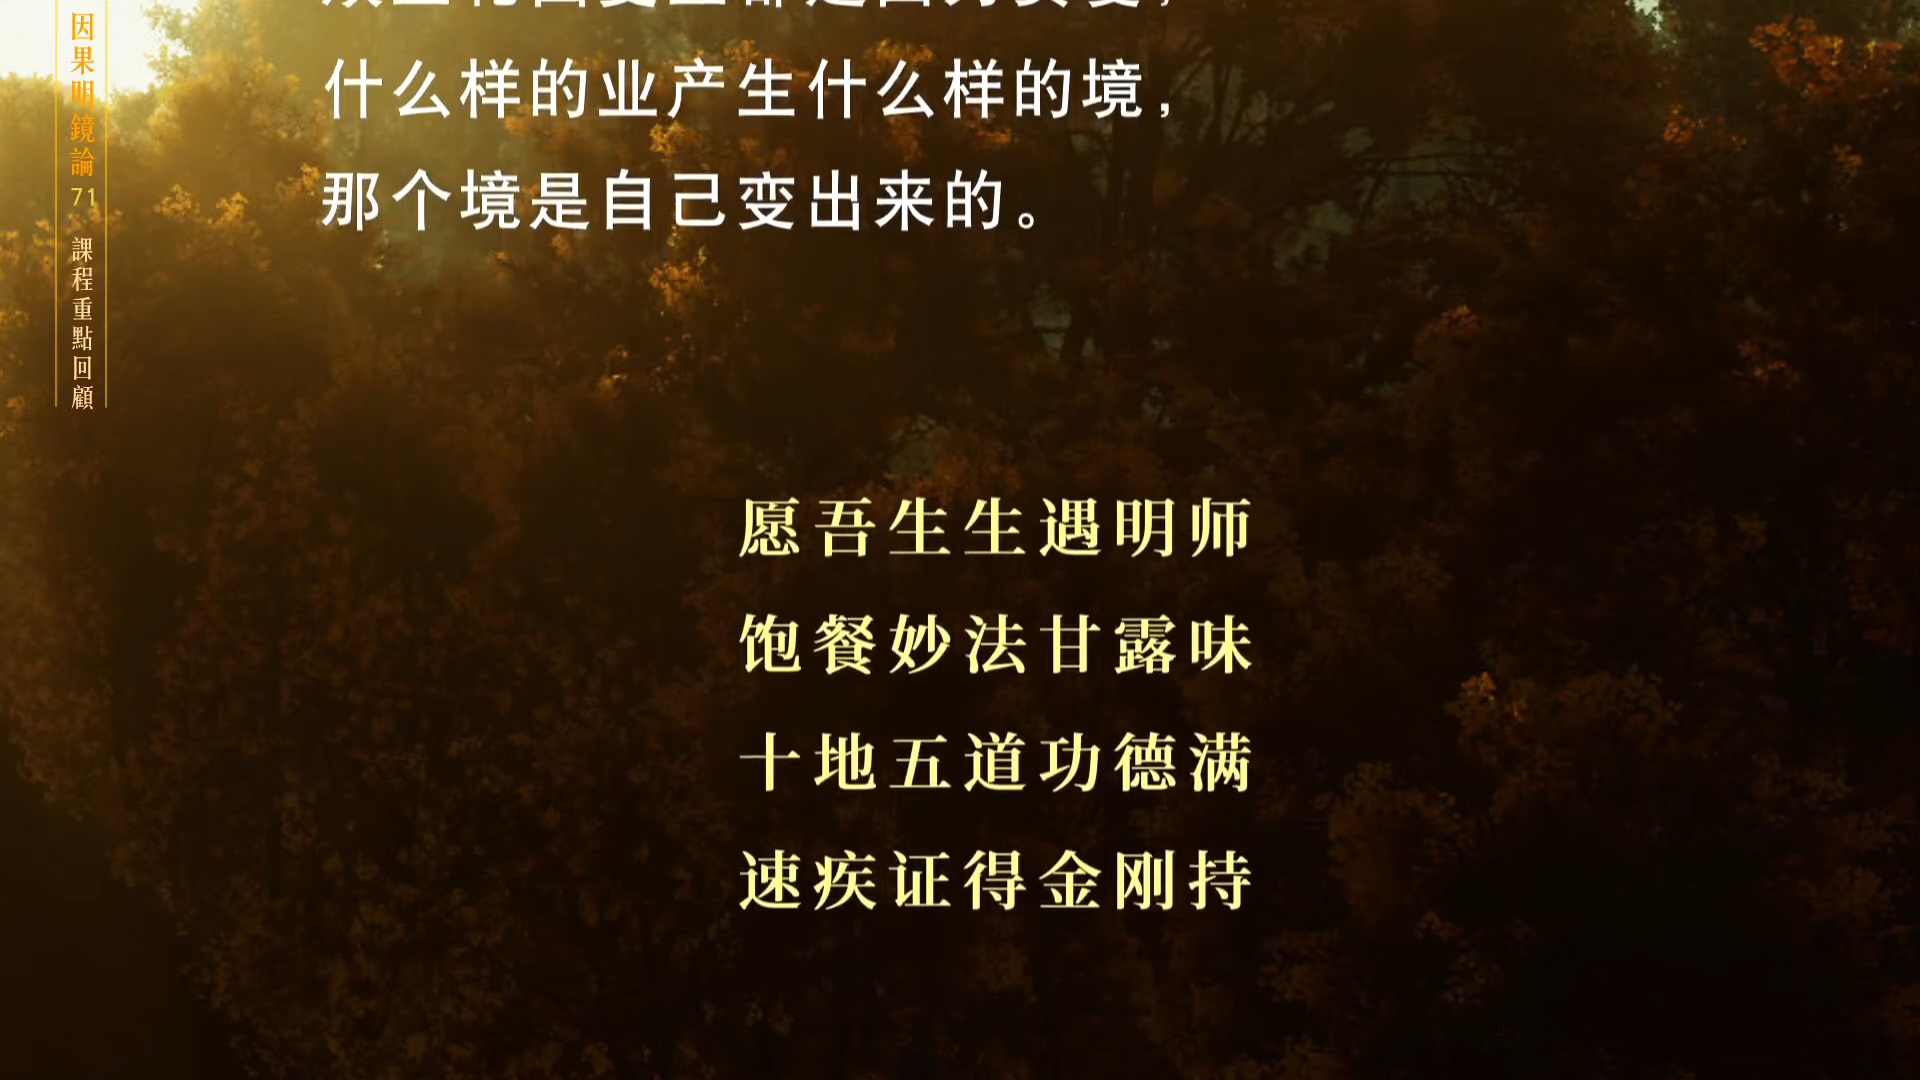 因果明鏡論 71 課程重點回顧
什么样的业产生什么样的境，
那个境是自己变出来的。
愿吾生生遇明师
饱餐妙法甘露味
十地五道功德满
速疾证得金刚持